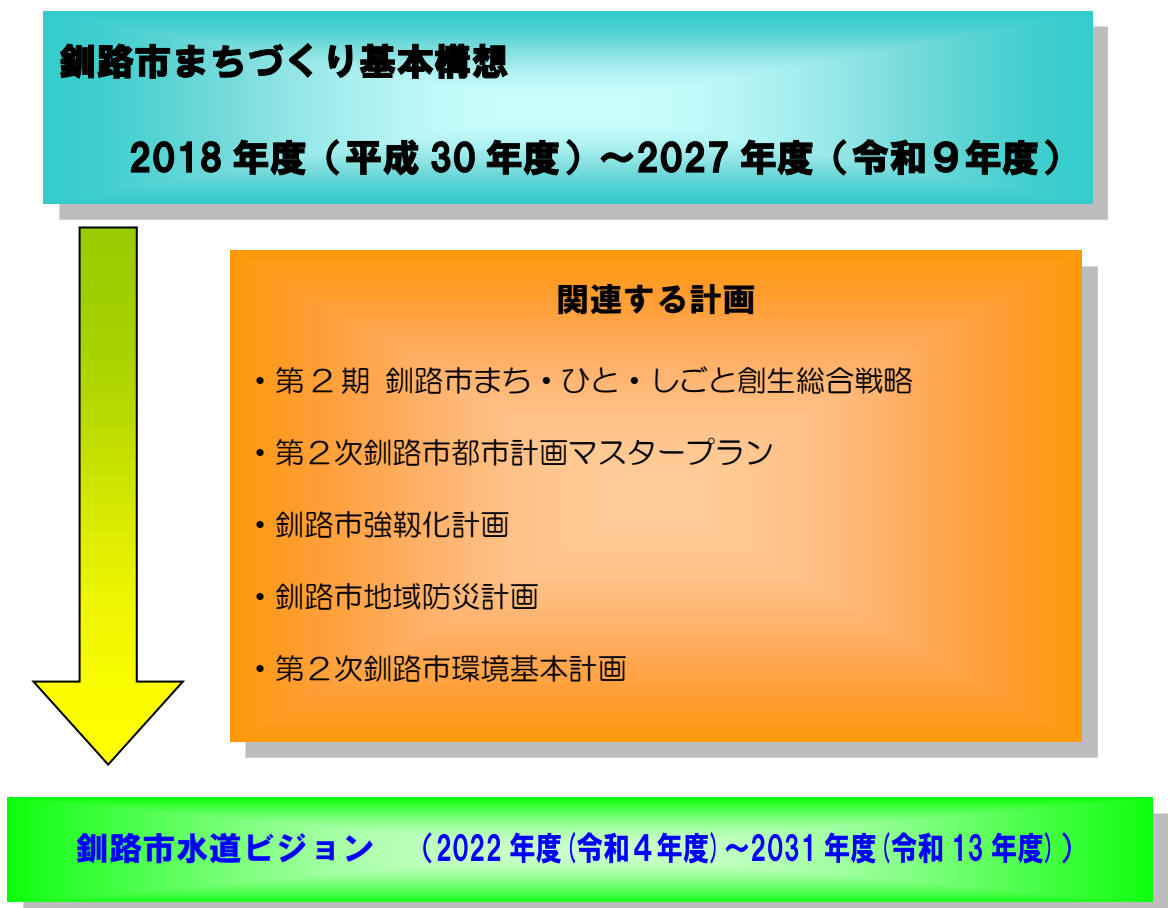 釧路市まちづくり基本構想
2018年度（平成30年度）～2027年度（令和９年度）
関連する計画
・第２期 釧路市まち・ひと・しごと創生総合戦略
・第２次釧路市都市計画マスタープラン
・釧路市強靱化計画
・釧路市地域防災計画
・第２次釧路市環境基本計画
釧路市水道ビジョン　（2022年度(令和４年度)～2031年度(令和13年度)）